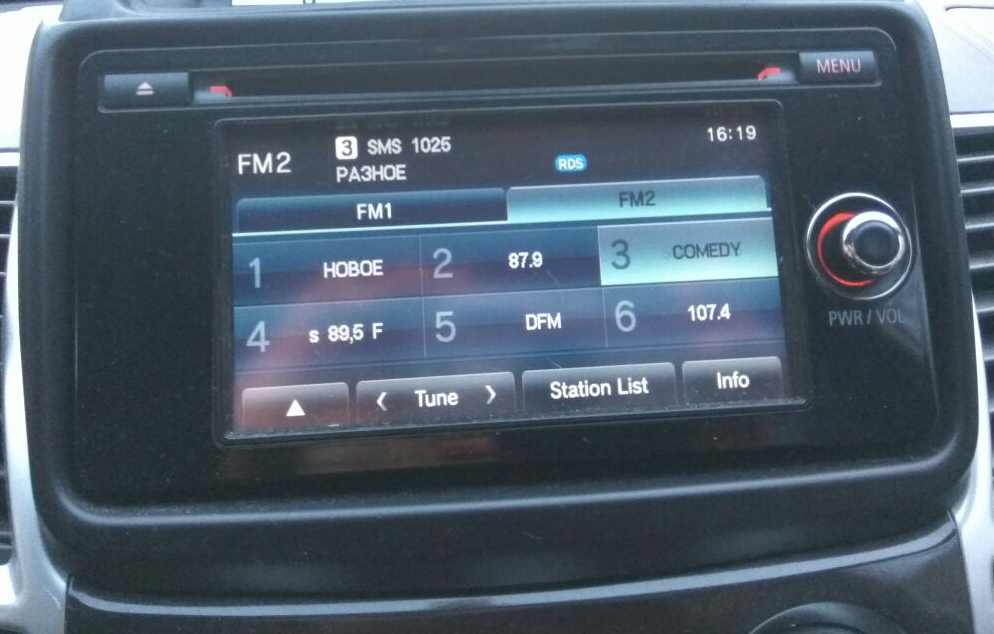 MENU
FM2
3 SMS 1025
16:19
РАЗНОЕ
RDS
FM1
FM2
1 НОВОЕ
2 87.9
3 COMEDY
4 s 89,5 F
5 DFM
6 107.4
PWR / VOL
Tune
Station List
Info